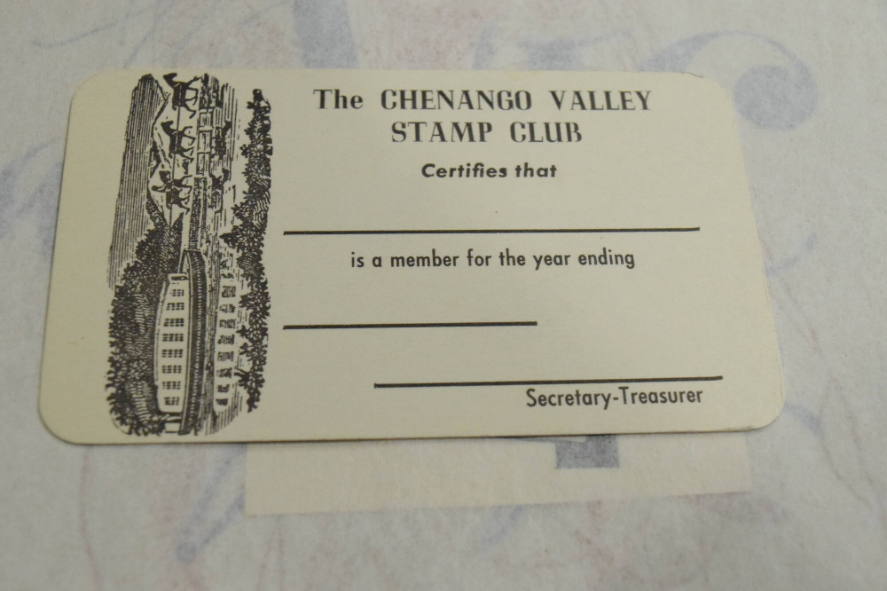 The CHENANGO VALLEY
STAMP CLUB
Certifies that
is a member for the year ending
Secretary-Treasurer